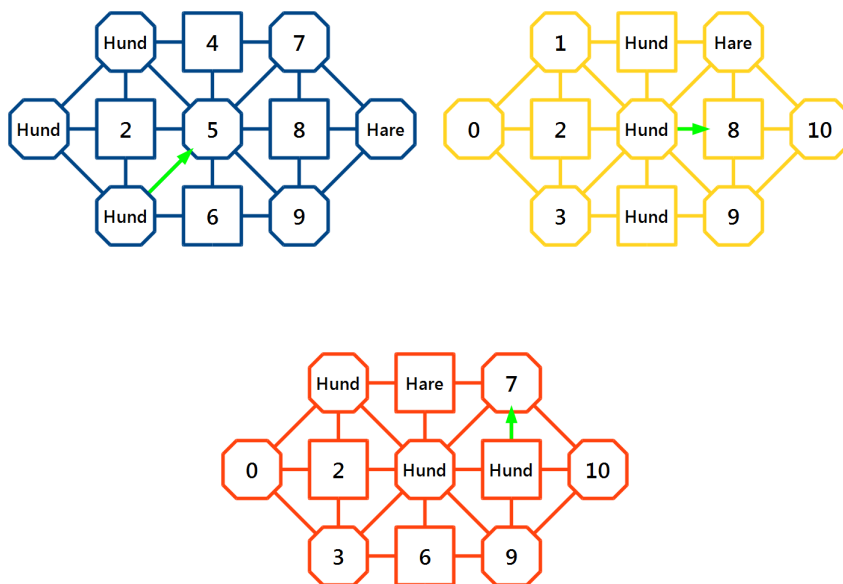 Hund 4 7
Hund 2 5 8 Hare
Hund 6 9
1 Hund Hare
0 2 Hund 8 10
3 Hund 9
Hund Hare 7
0 2 Hund Hund 10
3 6 9